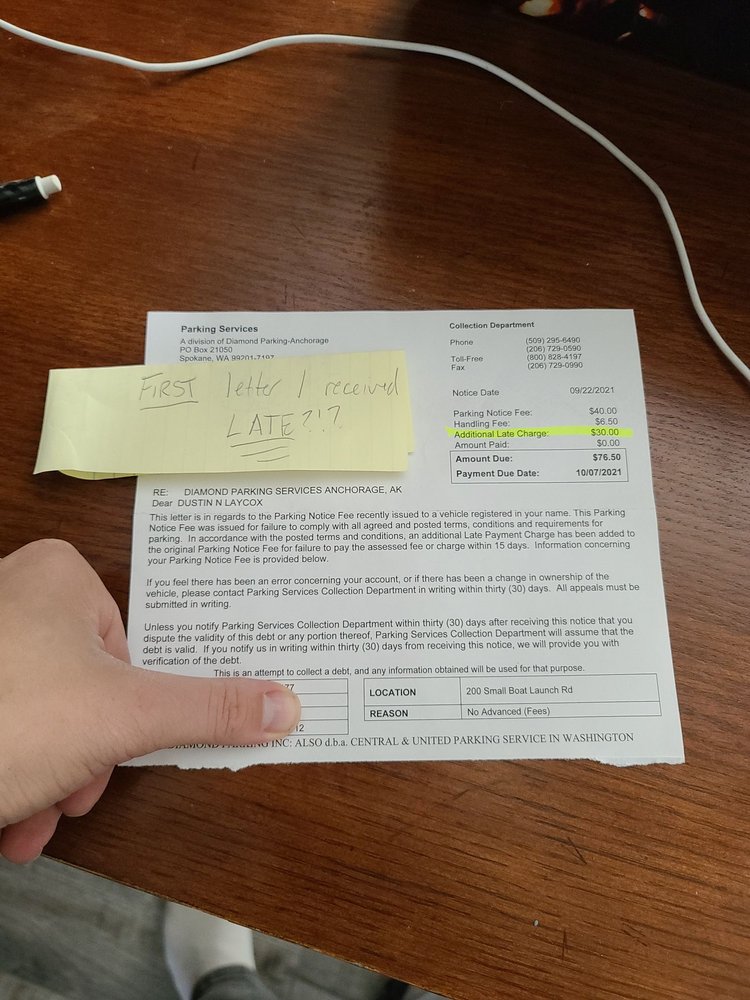 Parking Services
A division of Diamond Parking-Anchorage
PO Box 21050
Spokane, WA 99201-7197
Collection Department
Phone (509) 295-6490
(206) 729-0590
Toll-Free (800) 828-4197
Fax (206) 729-0990
Notice Date 09/22/2021
Parking Notice Fee: $40.00
Handling Fee: $6.50
Additional Late Charge: $30.00
Amount Paid: $0.00
Amount Due: $76.50
Payment Due Date: 10/07/2021
FIRST letter I received
LATE?!?
RE: DIAMOND PARKING SERVICES ANCHORAGE, AK
Dear DUSTIN N LAYCOX
This letter is in regards to the Parking Notice Fee recently issued to a vehicle registered in your name. This Parking
Notice Fee was issued for failure to comply with all agreed and posted terms, conditions and requirements for
parking. In accordance with the posted terms and conditions, an additional Late Payment Charge has been added to
the original Parking Notice Fee for failure to pay the assessed fee or charge within 15 days. Information concerning
your Parking Notice Fee is provided below.
If you feel there has been an error concerning your account, or if there has been a change in ownership of the
vehicle, please contact Parking Services Collection Department in writing within thirty (30) days. All appeals must be
submitted in writing.
Unless you notify Parking Services Collection Department within thirty (30) days after receiving this notice that you
dispute the validity of this debt or any portion thereof, Parking Services Collection Department will assume that the
debt is valid. If you notify us in writing within thirty (30) days from receiving this notice, we will provide you with
verification of the debt.
This is an attempt to collect a debt, and any information obtained will be used for that purpose.
77
12
LOCATION 200 Small Boat Launch Rd
REASON No Advanced (Fees)
DIAMOND PARKING INC: ALSO d.b.a. CENTRAL & UNITED PARKING SERVICE IN WASHINGTON